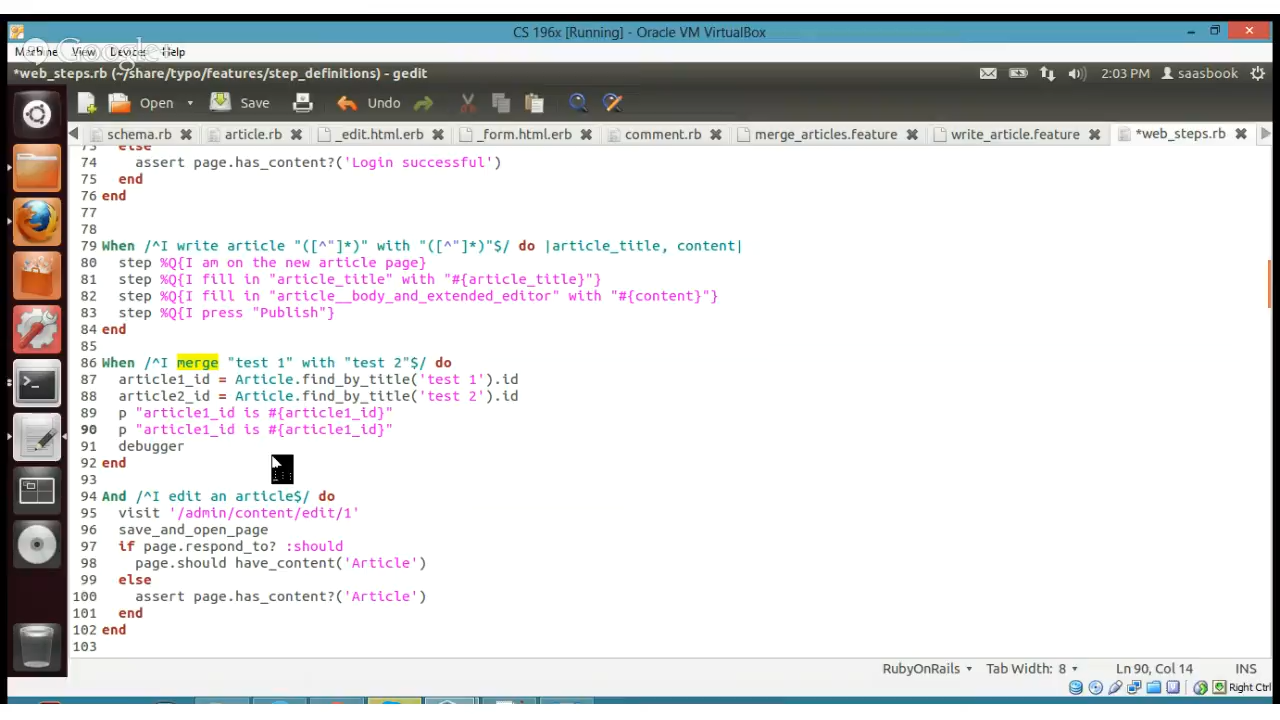 CS 196x [Running] - Oracle VM VirtualBox
Machine View Devices Help
Google
*web_steps.rb (~/share/typo/features/step_definitions) - gedit
2:03 PM saasbook
Open Save Undo
schema.rb article.rb _edit.html.erb _form.html.erb comment.rb merge_articles.feature write_article.feature *web_steps.rb
73 else
74 assert page.has_content?('Login successful')
75 end
76 end
77
78
79 When /^I write article "([^"]*)" with "([^"]*)"$/ do |article_title, content|
80 step %Q{I am on the new article page}
81 step %Q{I fill in "article_title" with "#{article_title}"}
82 step %Q{I fill in "article__body_and_extended_editor" with "#{content}"}
83 step %Q{I press "Publish"}
84 end
85
86 When /^I merge "test 1" with "test 2"$/ do
87 article1_id = Article.find_by_title('test 1').id
88 article2_id = Article.find_by_title('test 2').id
89 p "article1_id is #{article1_id}"
90 p "article1_id is #{article1_id}"
91 debugger
92 end
93
94 And /^I edit an article$/ do
95 visit '/admin/content/edit/1'
96 save_and_open_page
97 if page.respond_to? :should
98 page.should have_content('Article')
99 else
100 assert page.has_content?('Article')
101 end
102 end
103
RubyOnRails Tab Width: 8 Ln 90, Col 14 INS
Right Ctrl